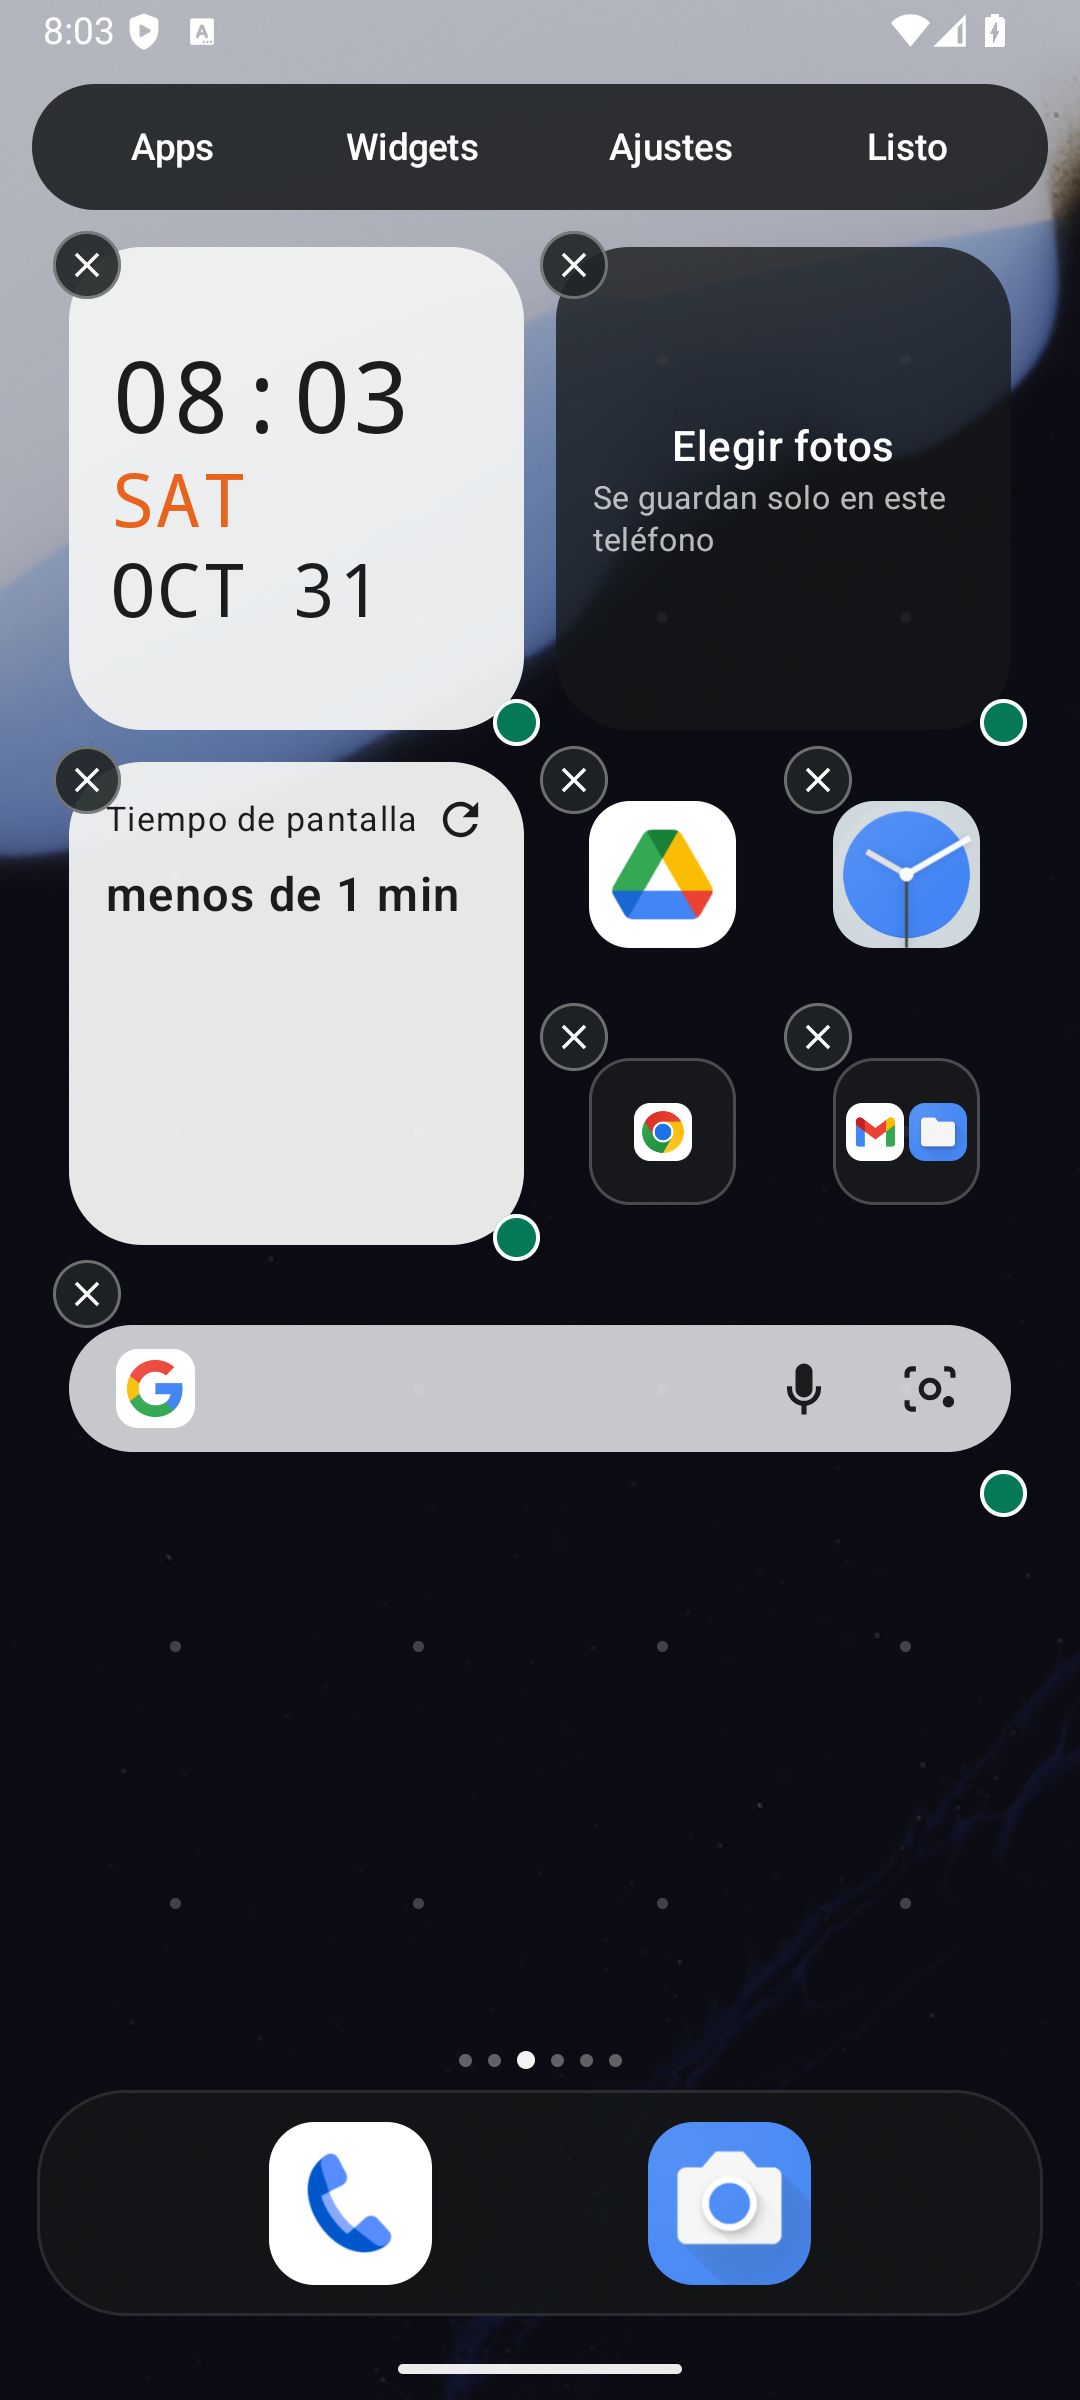 8:03
Apps Widgets Ajustes Listo
08:03
SAT
OCT 31
Elegir fotos
Se guardan solo en este
teléfono
Tiempo de pantalla
menos de 1 min